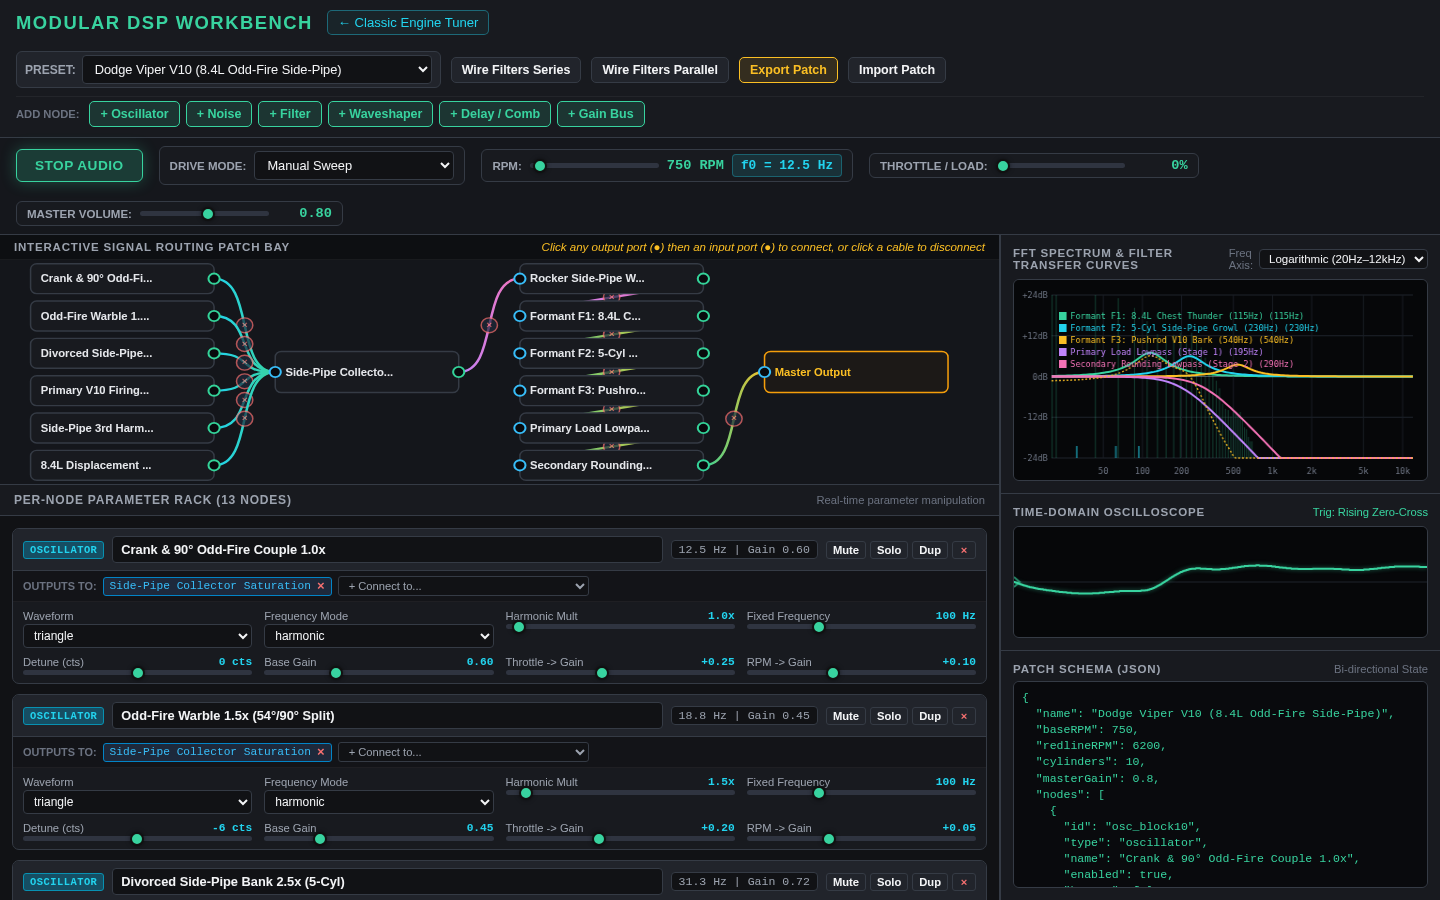 MODULAR DSP WORKBENCH
← Classic Engine Tuner
PRESET: Dodge Viper V10 (8.4L Odd-Fire Side-Pipe)
Wire Filters Series
Wire Filters Parallel
Export Patch
Import Patch
ADD NODE: + Oscillator + Noise + Filter + Waveshaper + Delay / Comb + Gain Bus
STOP AUDIO
DRIVE MODE: Manual Sweep
RPM: 750 RPM f0 = 12.5 Hz
THROTTLE / LOAD: 0%
MASTER VOLUME: 0.80
INTERACTIVE SIGNAL ROUTING PATCH BAY
Click any output port (●) then an input port (●) to connect, or click a cable to disconnect
Crank & 90° Odd-Fi...
Odd-Fire Warble 1....
Divorced Side-Pipe...
Primary V10 Firing...
Side-Pipe 3rd Harm...
8.4L Displacement ...
Side-Pipe Collecto...
Rocker Side-Pipe W...
Formant F1: 8.4L C...
Formant F2: 5-Cyl ...
Formant F3: Pushro...
Primary Load Lowpa...
Secondary Rounding...
Master Output
PER-NODE PARAMETER RACK (13 NODES)
Real-time parameter manipulation
OSCILLATOR Crank & 90° Odd-Fire Couple 1.0x 12.5 Hz | Gain 0.60 Mute Solo Dup ×
OUTPUTS TO: Side-Pipe Collector Saturation × + Connect to...
Waveform Frequency Mode Harmonic Mult 1.0x Fixed Frequency 100 Hz
triangle harmonic
Detune (cts) 0 cts Base Gain 0.60 Throttle -> Gain +0.25 RPM -> Gain +0.10
OSCILLATOR Odd-Fire Warble 1.5x (54°/90° Split) 18.8 Hz | Gain 0.45 Mute Solo Dup ×
OUTPUTS TO: Side-Pipe Collector Saturation × + Connect to...
Waveform Frequency Mode Harmonic Mult 1.5x Fixed Frequency 100 Hz
triangle harmonic
Detune (cts) -6 cts Base Gain 0.45 Throttle -> Gain +0.20 RPM -> Gain +0.05
OSCILLATOR Divorced Side-Pipe Bank 2.5x (5-Cyl) 31.3 Hz | Gain 0.72 Mute Solo Dup ×
FFT SPECTRUM & FILTER
TRANSFER CURVES
Freq
Axis:
Logarithmic (20Hz–12kHz)
+24dB
+12dB
0dB
-12dB
-24dB
Formant F1: 8.4L Chest Thunder (115Hz) (115Hz)
Formant F2: 5-Cyl Side-Pipe Growl (230Hz) (230Hz)
Formant F3: Pushrod V10 Bark (540Hz) (540Hz)
Primary Load Lowpass (Stage 1) (195Hz)
Secondary Rounding Lowpass (Stage 2) (290Hz)
50 100 200 500 1k 2k 5k 10k
TIME-DOMAIN OSCILLOSCOPE
Trig: Rising Zero-Cross
PATCH SCHEMA (JSON)
Bi-directional State
{
"name": "Dodge Viper V10 (8.4L Odd-Fire Side-Pipe)",
"baseRPM": 750,
"redlineRPM": 6200,
"cylinders": 10,
"masterGain": 0.8,
"nodes": [
{
"id": "osc_block10",
"type": "oscillator",
"name": "Crank & 90° Odd-Fire Couple 1.0x",
"enabled": true,